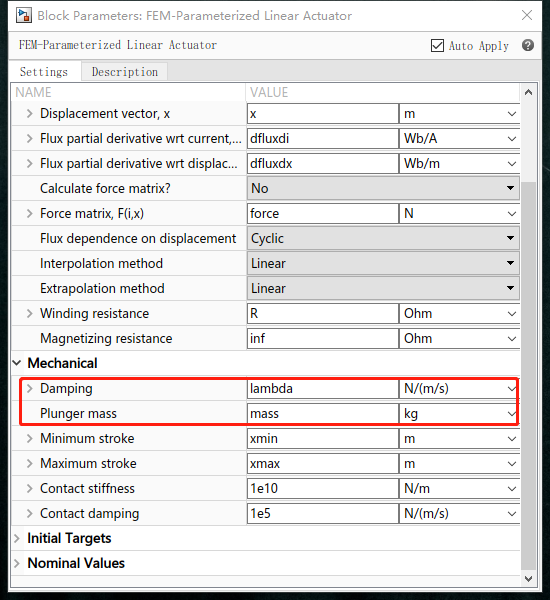 Block Parameters: FEM-Parameterized Linear Actuator
FEM-Parameterized Linear Actuator Auto Apply
Settings Description
NAME VALUE
Displacement vector, x x m
Flux partial derivative wrt current,... dfluxdi Wb/A
Flux partial derivative wrt displac... dfluxdx Wb/m
Calculate force matrix? No
Force matrix, F(i,x) force N
Flux dependence on displacement Cyclic
Interpolation method Linear
Extrapolation method Linear
Winding resistance R Ohm
Magnetizing resistance inf Ohm
Mechanical
Damping lambda N/(m/s)
Plunger mass mass kg
Minimum stroke xmin m
Maximum stroke xmax m
Contact stiffness 1e10 N/m
Contact damping 1e5 N/(m/s)
Initial Targets
Nominal Values